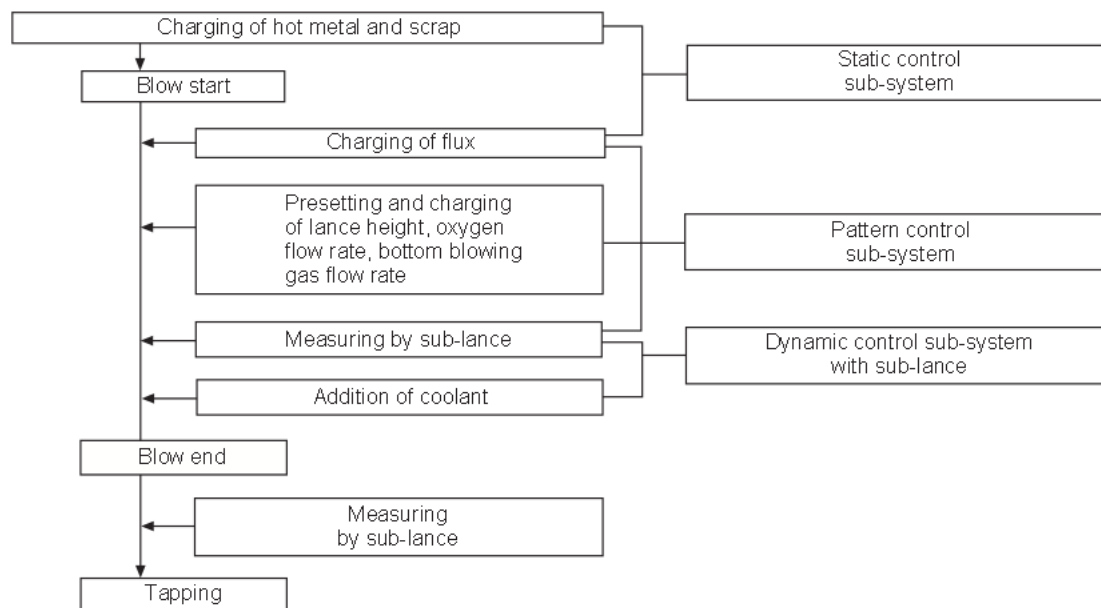 Charging of hot metal and scrap
Blow start
Static control
sub-system
Charging of flux
Presetting and charging
of lance height, oxygen
flow rate, bottom blowing
gas flow rate
Pattern control
sub-system
Measuring by sub-lance
Dynamic control sub-system
with sub-lance
Addition of coolant
Blow end
Measuring
by sub-lance
Tapping